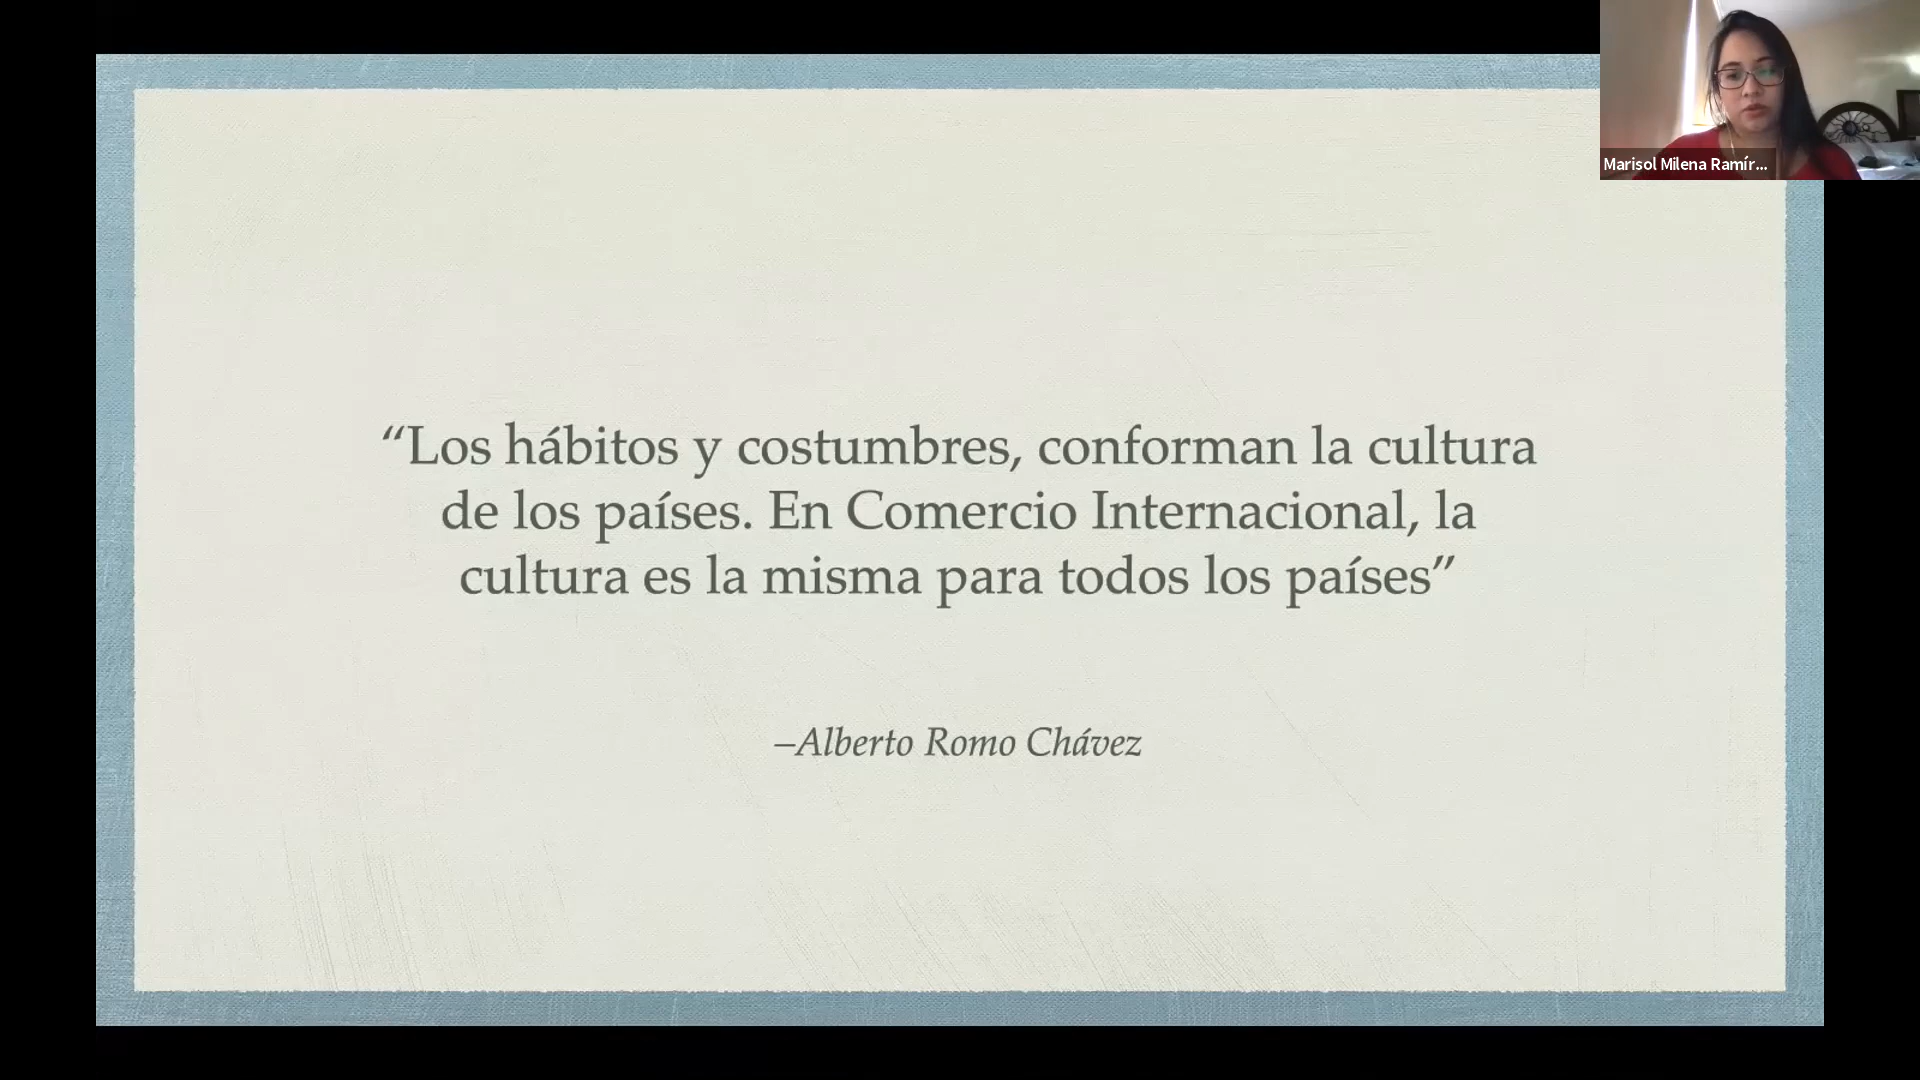 Marisol Milena Ramír...
“Los hábitos y costumbres, conforman la cultura
de los países. En Comercio Internacional, la
cultura es la misma para todos los países”
–Alberto Romo Chávez